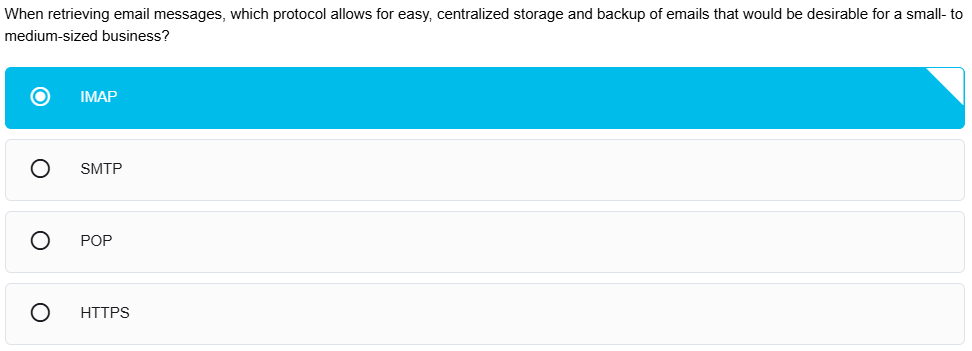 When retrieving email messages, which protocol allows for easy, centralized storage and backup of emails that would be desirable for a small- to
medium-sized business?
IMAP
SMTP
POP
HTTPS